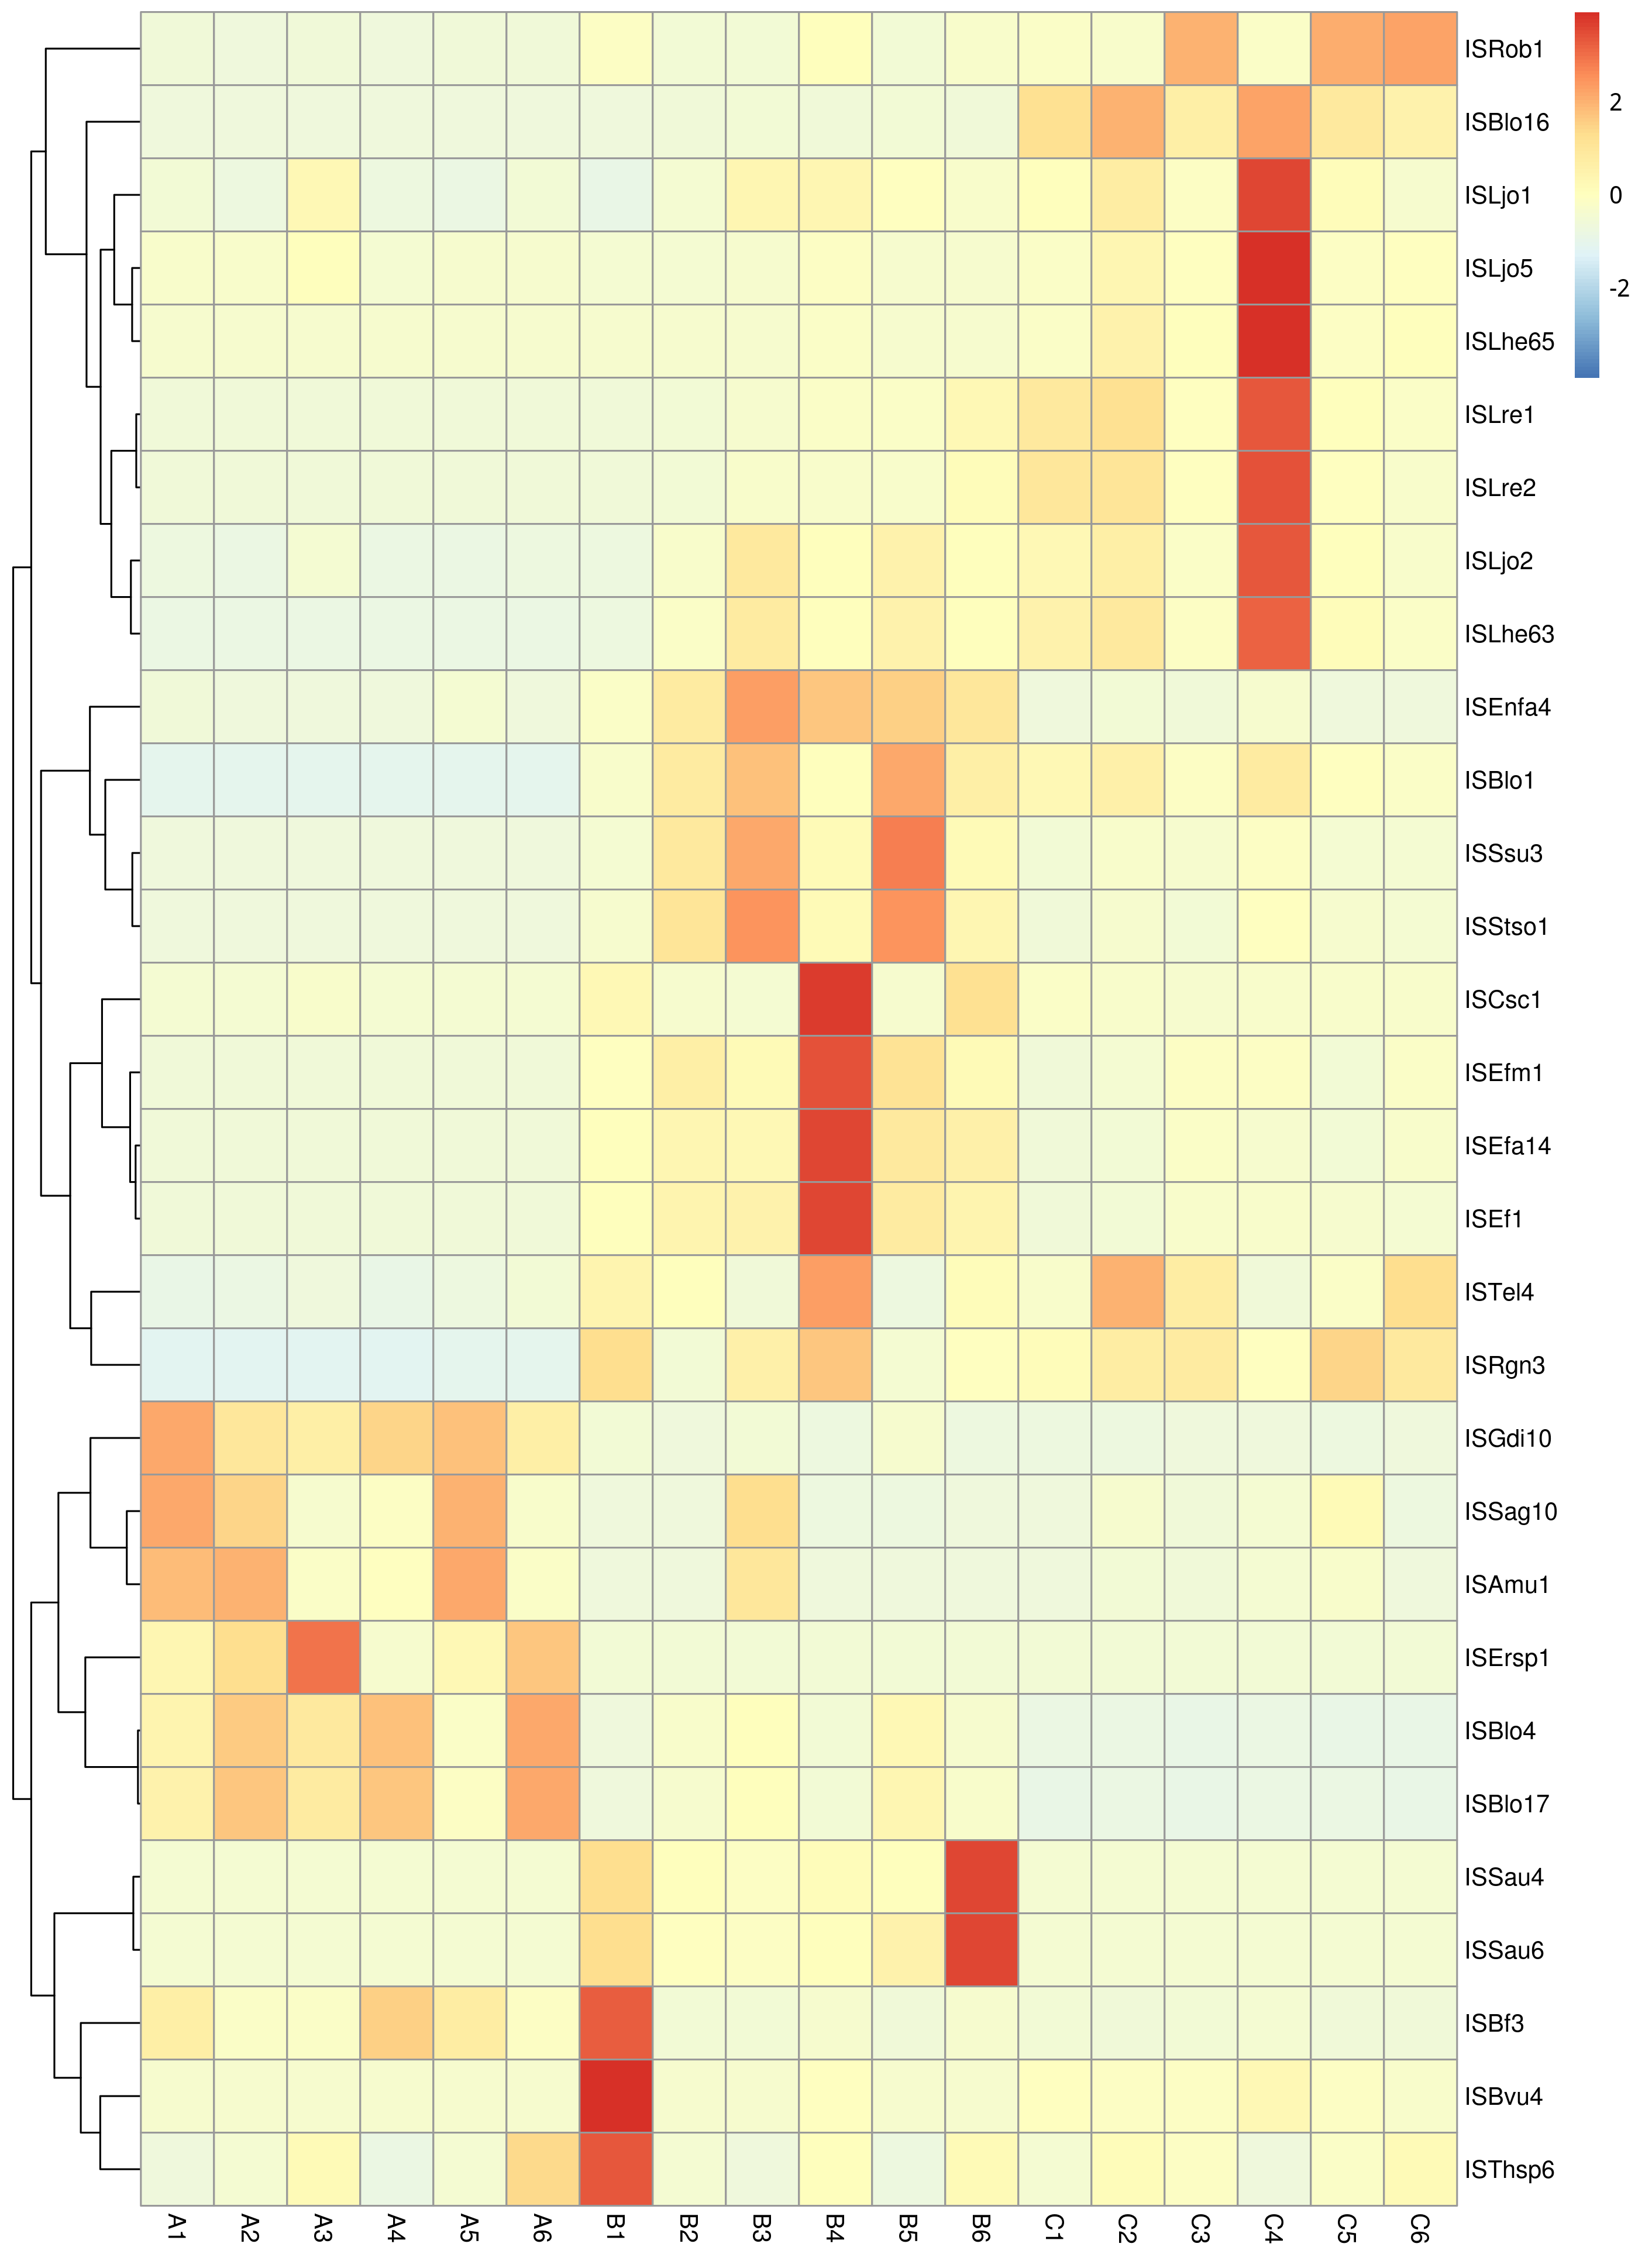 ISRob1
ISBlo16
ISLjo1
ISLjo5
ISLhe65
ISLre1
ISLre2
ISLjo2
ISLhe63
ISEnfa4
ISBlo1
ISSsu3
ISStso1
ISCsc1
ISEfm1
ISEfa14
ISEf1
ISTel4
ISRgn3
ISGdi10
ISSag10
ISAmu1
ISErsp1
ISBlo4
ISBlo17
ISSau4
ISSau6
ISBf3
ISBvu4
ISThsp6
A1 A2 A3 A4 A5 A6 B1 B2 B3 B4 B5 B6 C1 C2 C3 C4 C5 C6
2
0
-2